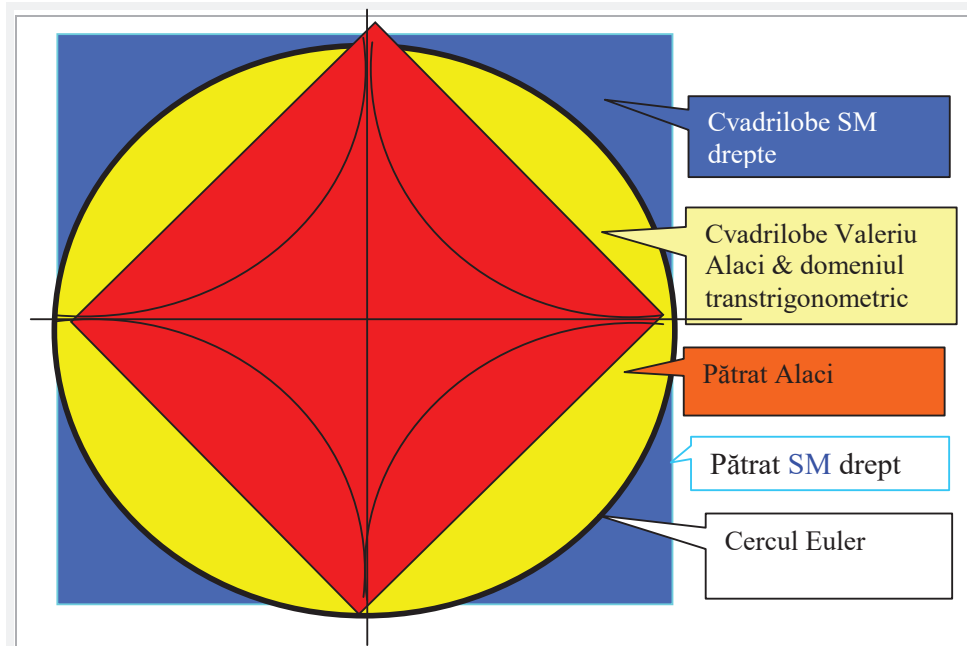 Cvadrilobe SM
drepte
Cvadrilobe Valeriu
Alaci & domeniul
transtrigonometric
Pătrat Alaci
Pătrat SM drept
Cercul Euler